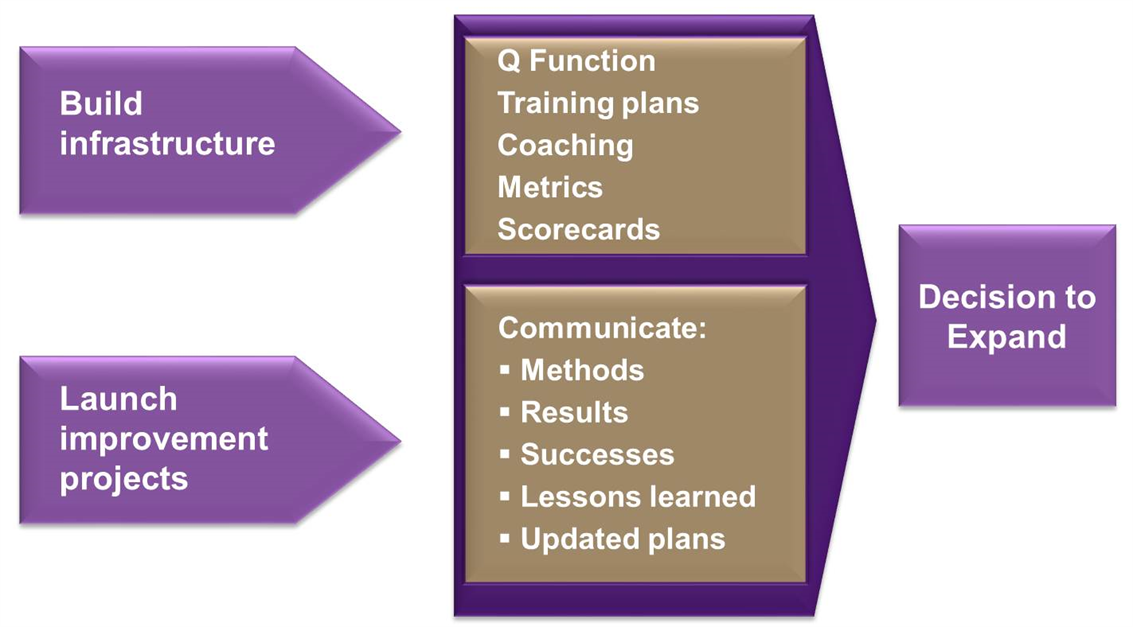 Build
infrastructure
Q Function
Training plans
Coaching
Metrics
Scorecards
Launch
improvement
projects
Communicate:
▪ Methods
▪ Results
▪ Successes
▪ Lessons learned
▪ Updated plans
Decision to
Expand